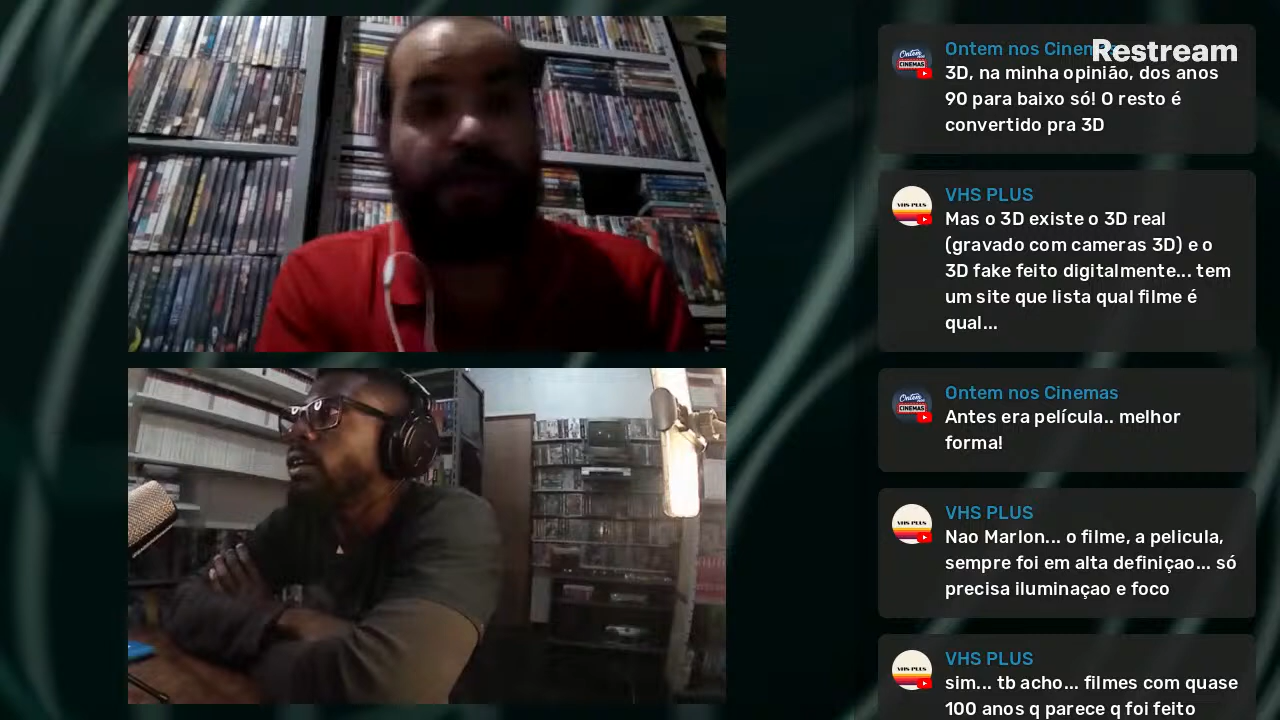 Ontem nos Cinemas
Restream
3D, na minha opinião, dos anos
90 para baixo só! O resto é
convertido pra 3D
VHS PLUS
Mas o 3D existe o 3D real
(gravado com cameras 3D) e o
3D fake feito digitalmente... tem
um site que lista qual filme é
qual...
Ontem nos Cinemas
Antes era película.. melhor
forma!
VHS PLUS
Nao Marlon... o filme, a pelicula,
sempre foi em alta definiçao... só
precisa iluminaçao e foco
VHS PLUS
sim... tb acho... filmes com quase
100 anos q parece q foi feito